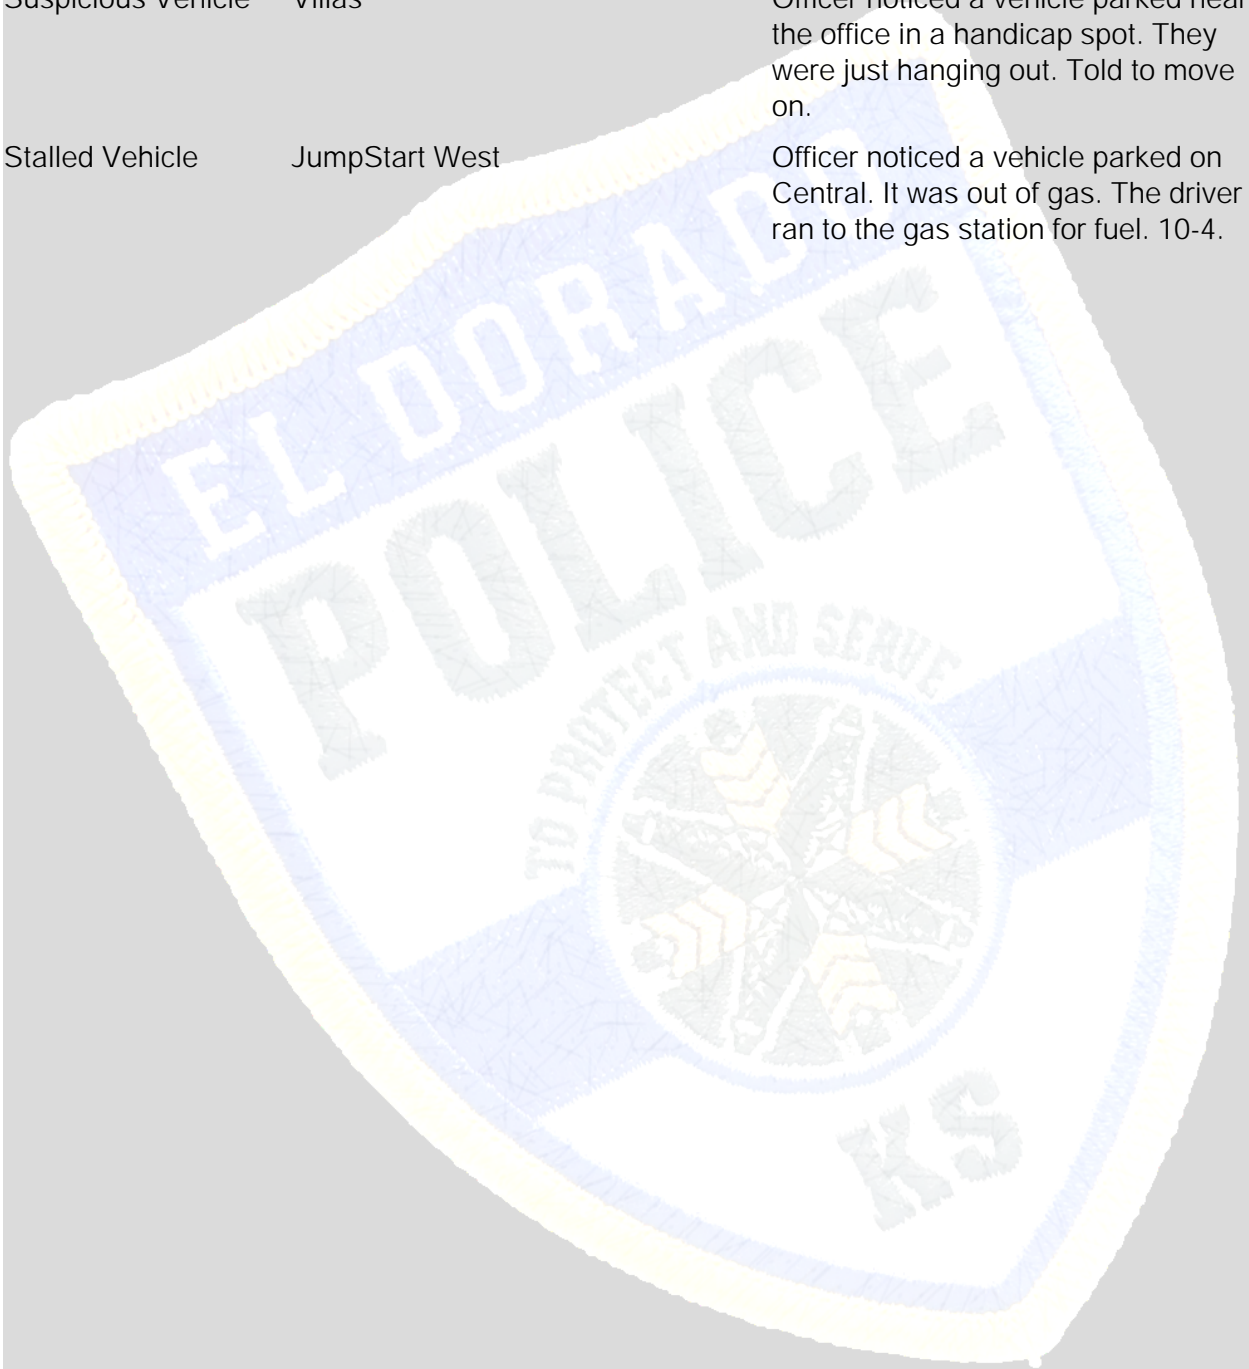 Suspicious Vehicle Villas Officer noticed a vehicle parked near
the office in a handicap spot. They
were just hanging out. Told to move
on.
Stalled Vehicle JumpStart West Officer noticed a vehicle parked on
Central. It was out of gas. The driver
ran to the gas station for fuel. 10-4.
EL DORADO
POLICE
TO PROTECT AND SERVE
KS